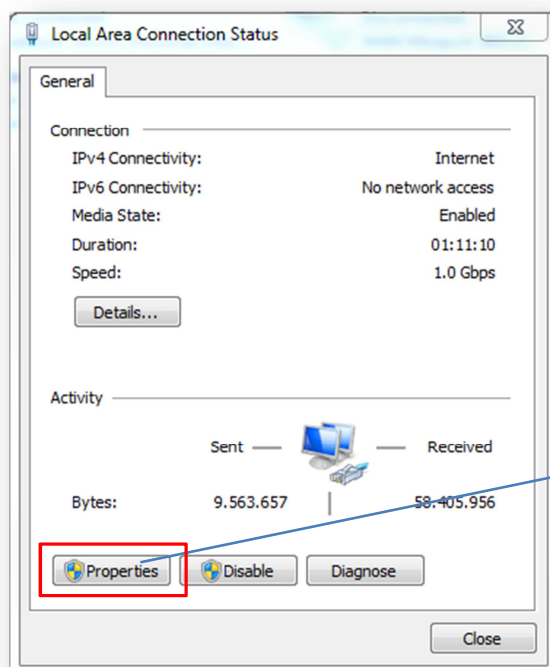 Local Area Connection Status
General
Connection
IPv4 Connectivity: Internet
IPv6 Connectivity: No network access
Media State: Enabled
Duration: 01:11:10
Speed: 1.0 Gbps
Details...
Activity
Sent Received
Bytes: 9.563.657 58.405.956
Properties Disable Diagnose
Close